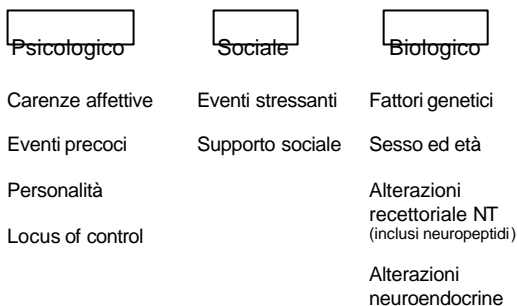 Psicologico
Sociale
Biologico
Carenze affettive
Eventi stressanti
Fattori genetici
Eventi precoci
Supporto sociale
Sesso ed età
Personalità
Alterazioni
recettoriale NT
(inclusi neuropeptidi)
Locus of control
Alterazioni
neuroendocrine